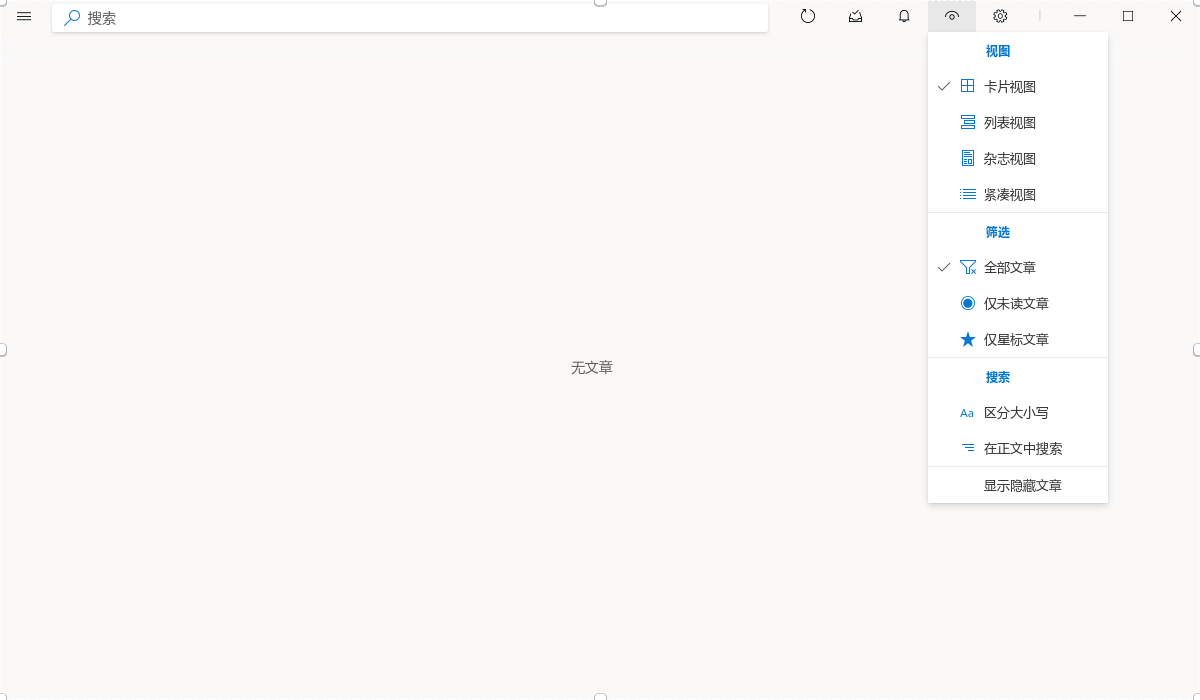 搜索
视图
卡片视图
列表视图
杂志视图
紧凑视图
筛选
全部文章
仅未读文章
仅星标文章
无文章
搜索
Aa 区分大小写
在正文中搜索
显示隐藏文章